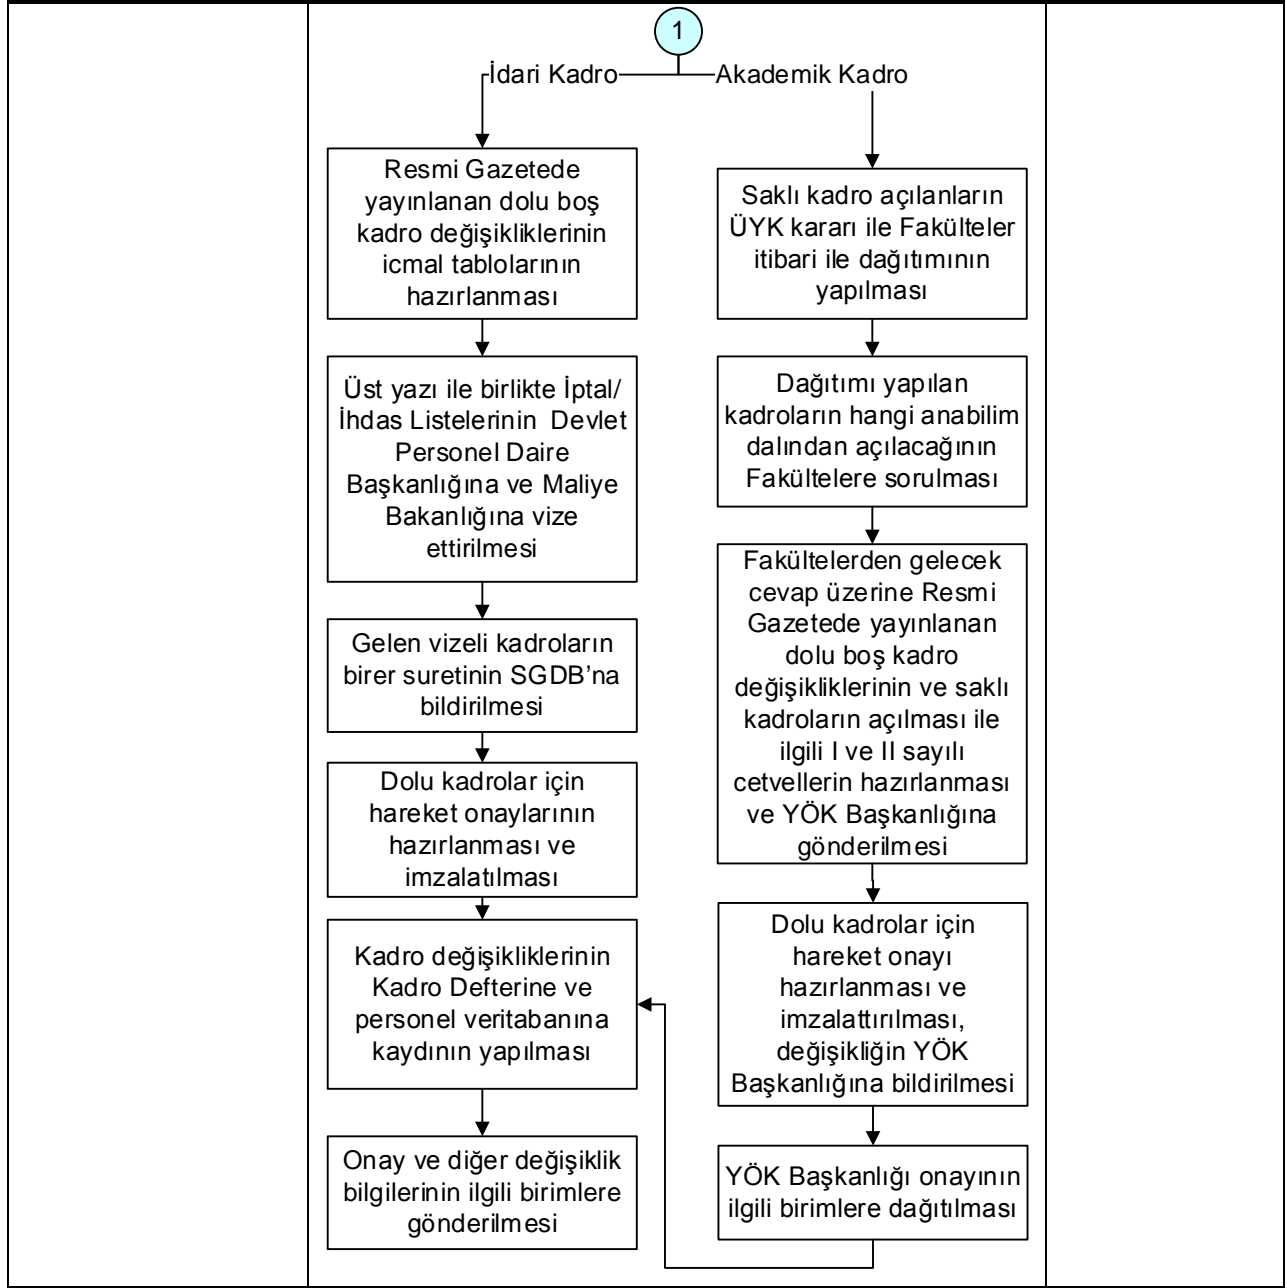 1
İdari Kadro
Akademik Kadro
Resmi Gazetede
yayınlanan dolu boş
kadro değişikliklerinin
icmal tablolarının
hazırlanması
Üst yazı ile birlikte İptal/
İhdas Listelerinin Devlet
Personel Daire
Başkanlığına ve Maliye
Bakanlığına vize
ettirilmesi
Gelen vizeli kadroların
birer suretinin SGDB’na
bildirilmesi
Dolu kadrolar için
hareket onaylarının
hazırlanması ve
imzalatılması
Kadro değişikliklerinin
Kadro Defterine ve
personel veritabanına
kaydının yapılması
Onay ve diğer değişiklik
bilgilerinin ilgili birimlere
gönderilmesi
Saklı kadro açılanların
ÜYK kararı ile Fakülteler
itibari ile dağıtımının
yapılması
Dağıtımı yapılan
kadroların hangi anabilim
dalından açılacağının
Fakültelere sorulması
Fakültelerden gelecek
cevap üzerine Resmi
Gazetede yayınlanan
dolu boş kadro
değişikliklerinin ve saklı
kadroların açılması ile
ilgili I ve II sayılı
cetvellerin hazırlanması
ve YÖK Başkanlığına
gönderilmesi
Dolu kadrolar için
hareket onayı
hazırlanması ve
imzalattırılması,
değişikliğin YÖK
Başkanlığına bildirilmesi
YÖK Başkanlığı onayının
ilgili birimlere dağıtılması